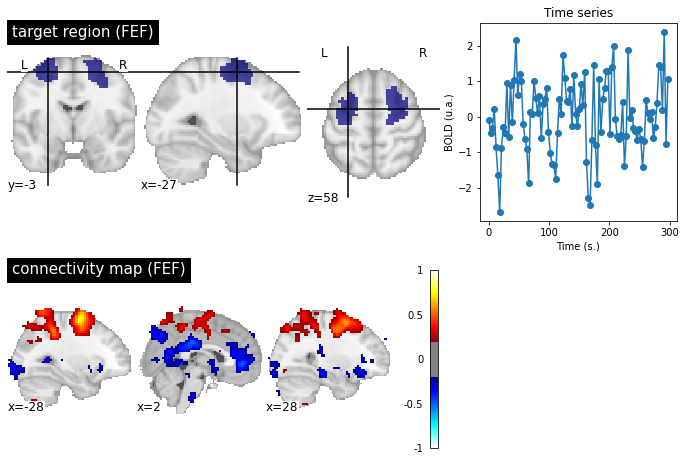 target region (FEF)
L R
y=-3
x=-27
L R
z=58
Time series
BOLD (u.a.)
2
1
0
−1
−2
0 100 200 300
Time (s.)
connectivity map (FEF)
x=-28
x=2
x=28
1
0.5
0
-0.5
-1